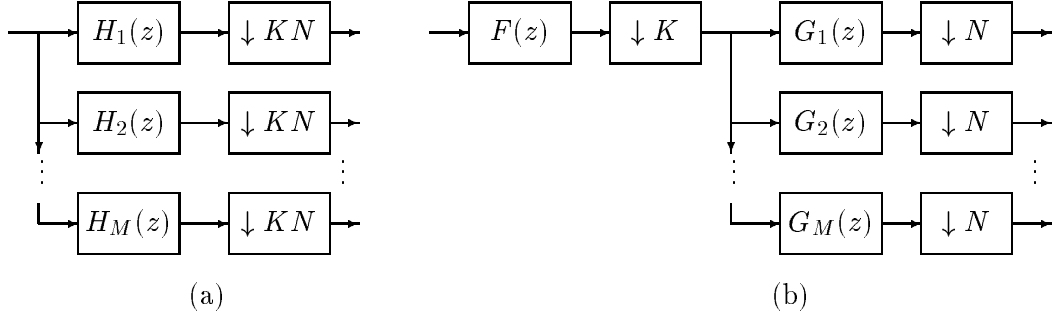 H_1(z) ↓ KN F(z) ↓ K G_1(z) ↓ N
H_2(z) ↓ KN G_2(z) ↓ N
H_M(z) ↓ KN G_M(z) ↓ N
(a) (b)